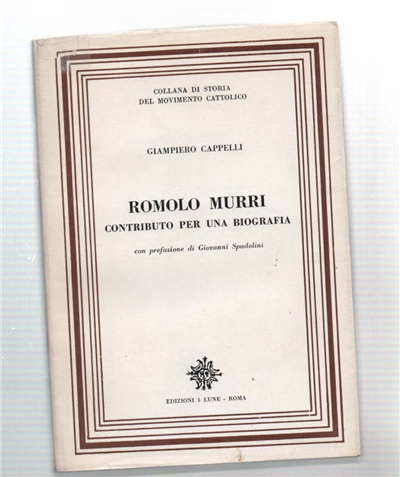 COLLANA DI STORIA
DEL MOVIMENTO CATTOLICO
GIAMPIERO CAPPELLI
ROMOLO MURRI
CONTRIBUTO PER UNA BIOGRAFIA
con prefazione di Giovanni Spadolini
EDIZIONI 5 LUNE - ROMA